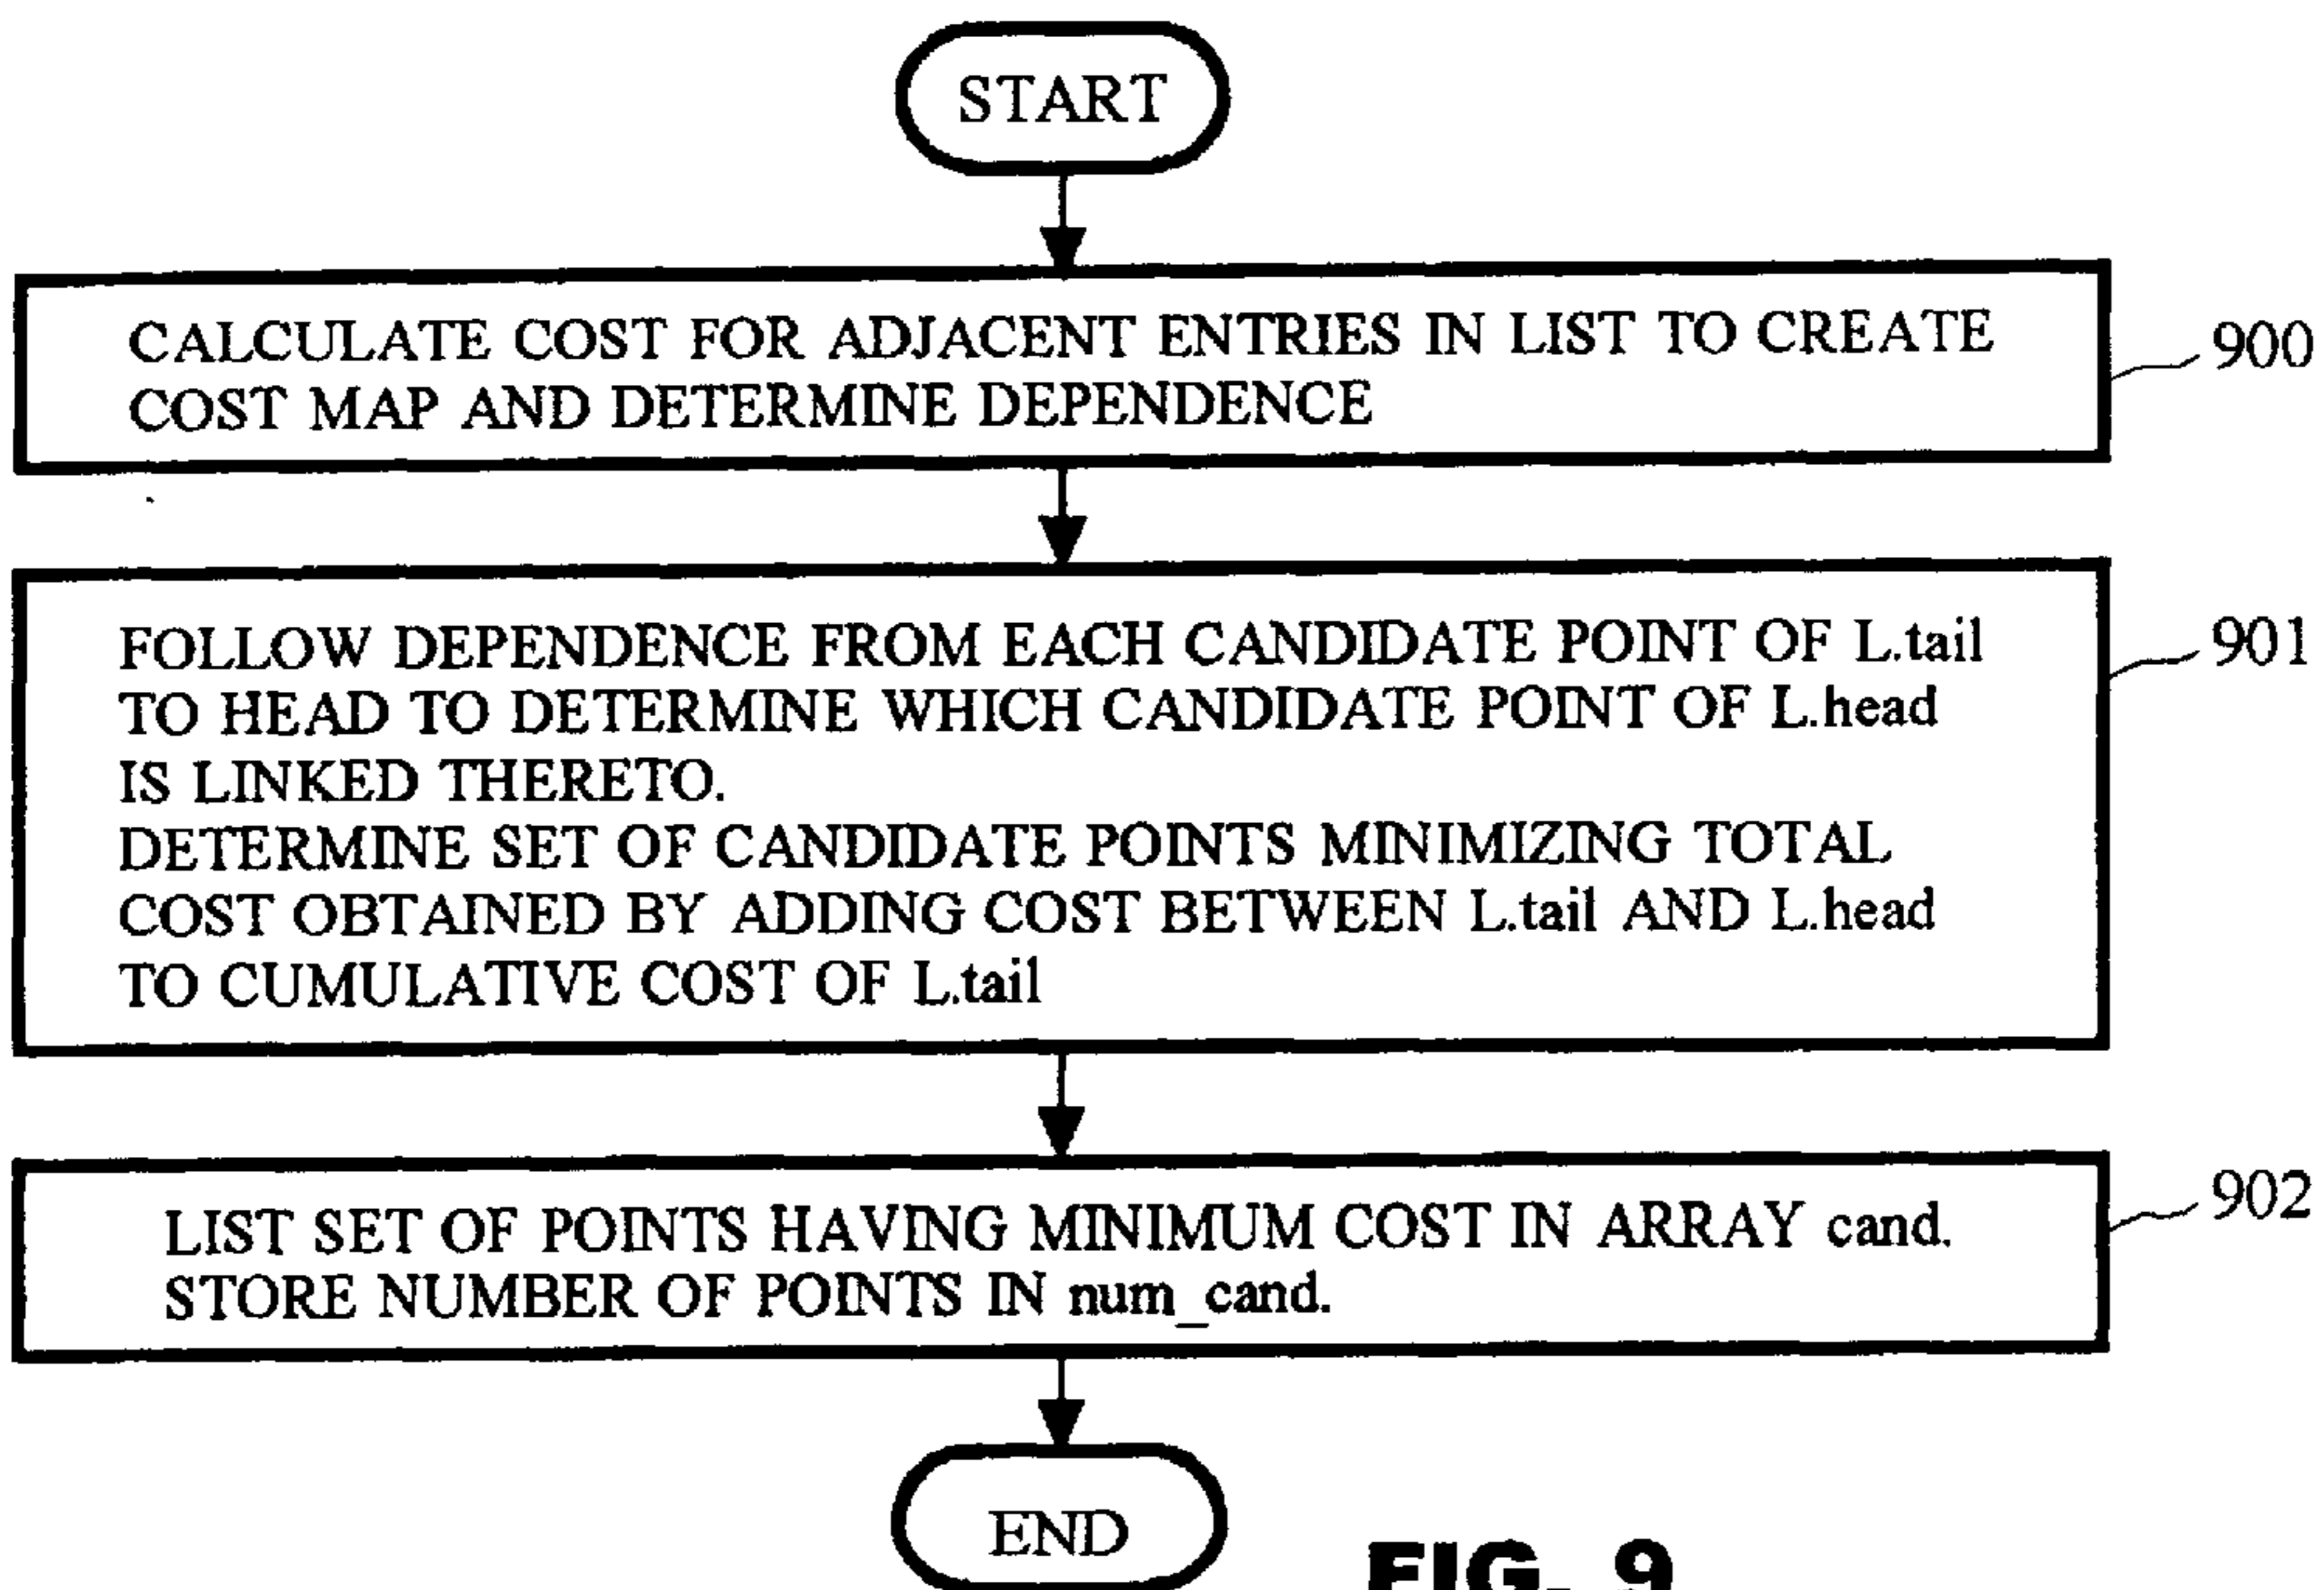 START
CALCULATE COST FOR ADJACENT ENTRIES IN LIST TO CREATE
COST MAP AND DETERMINE DEPENDENCE
900
FOLLOW DEPENDENCE FROM EACH CANDIDATE POINT OF L.tail
TO HEAD TO DETERMINE WHICH CANDIDATE POINT OF L.head
IS LINKED THERETO.
DETERMINE SET OF CANDIDATE POINTS MINIMIZING TOTAL
COST OBTAINED BY ADDING COST BETWEEN L.tail AND L.head
TO CUMULATIVE COST OF L.tail
901
LIST SET OF POINTS HAVING MINIMUM COST IN ARRAY cand.
STORE NUMBER OF POINTS IN num_cand.
902
END
FIG. 9